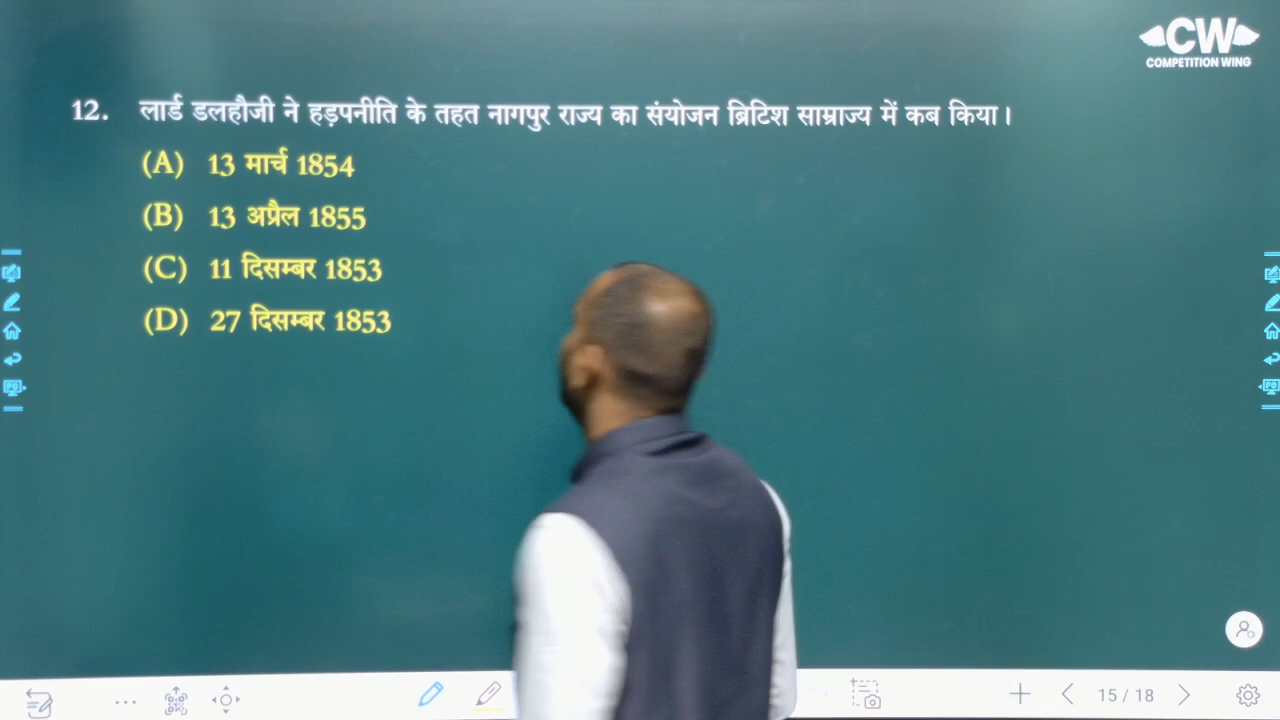 CW
COMPETITION WING
12. लार्ड डलहौजी ने हड़पनीति के तहत नागपुर राज्य का संयोजन ब्रिटिश साम्राज्य में कब किया।
(A) 13 मार्च 1854
(B) 13 अप्रैल 1855
(C) 11 दिसम्बर 1853
(D) 27 दिसम्बर 1853
15 / 18